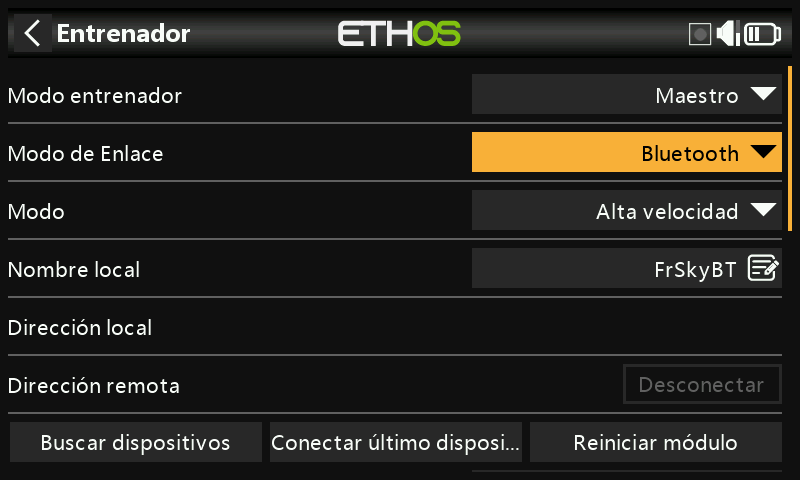 Entrenador
ETHOS
Modo entrenador
Maestro
Modo de Enlace
Bluetooth
Modo
Alta velocidad
Nombre local
FrSkyBT
Dirección local
Dirección remota
Desconectar
Buscar dispositivos
Conectar último disposi...
Reiniciar módulo